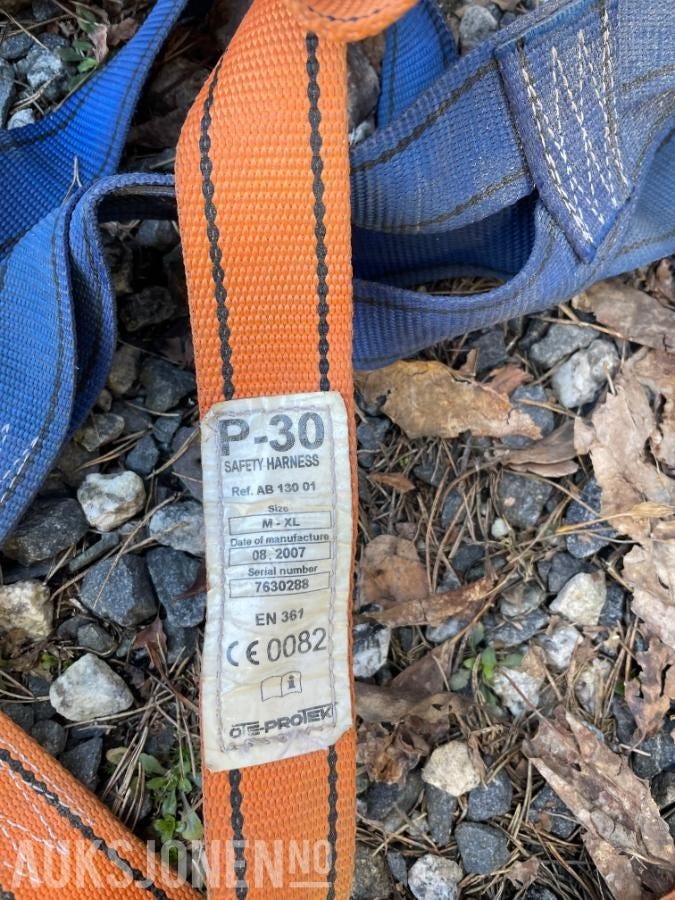 P-30
SAFETY HARNESS
Ref. AB 130 01
Size
M - XL
Date of manufacture
08. 2007
Serial number
7630288
EN 361
CE 0082
i
ÖTE-PROTEK
AUKSJONEN NO